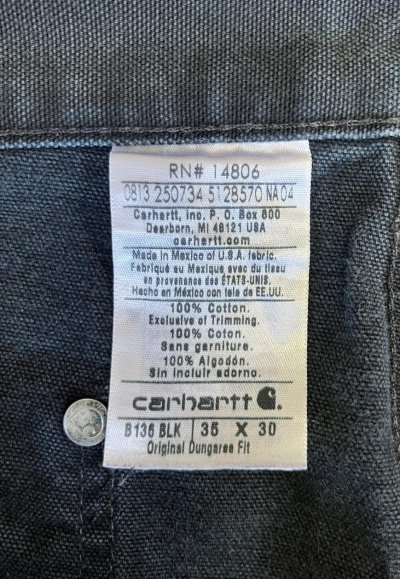 RN# 14806
0813 250734 5128570 NA04
Carhartt, Inc. P. O. Box 600
Dearborn, MI 48121 USA
carhartt.com
Made in Mexico of U.S.A. fabric.
Fabriqué au Mexique avec du tissu
en provenance des ÉTATS-UNIS.
Hecho en México con tela de EE.UU.
100% Cotton.
Exclusive of Trimming.
100% Coton.
Sans garniture.
100% Algodón.
Sin incluir adorno.
carhartt
B136 BLK 36 X 30
Original Dungaree Fit